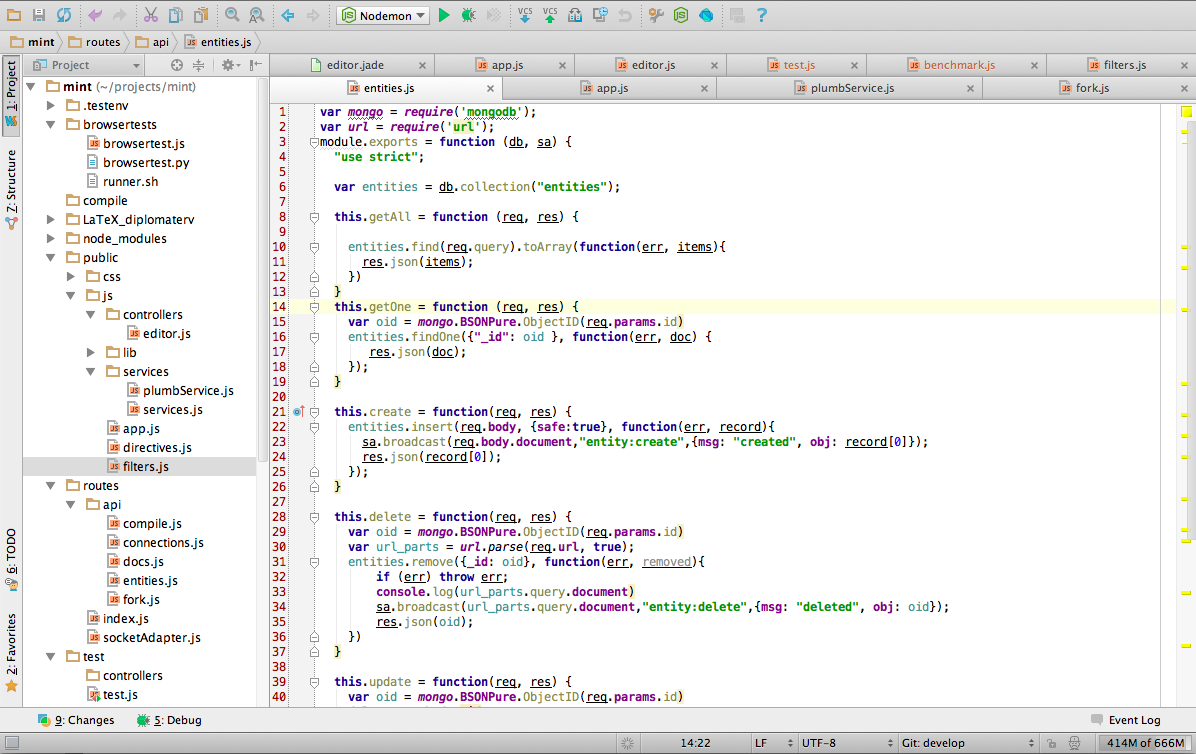 Nodemon
VCS VCS
mint routes api entities.js
1: Project
Z: Structure
6: TODO
2: Favorites
Project
mint (~/projects/mint)
.testenv
browsertests
browsertest.js
browsertest.py
runner.sh
compile
LaTeX_diplomaterv
node_modules
public
css
js
controllers
editor.js
lib
services
plumbService.js
services.js
app.js
directives.js
filters.js
routes
api
compile.js
connections.js
docs.js
entities.js
fork.js
index.js
socketAdapter.js
test
controllers
test.js
editor.jade app.js editor.js test.js benchmark.js filters.js
entities.js app.js plumbService.js fork.js
1 var mongo = require('mongodb');
2 var url = require('url');
3 module.exports = function (db, sa) {
4 "use strict";
5
6 var entities = db.collection("entities");
7
8 this.getAll = function (req, res) {
9
10 entities.find(req.query).toArray(function(err, items){
11 res.json(items);
12 })
13 }
14 this.getOne = function (req, res) {
15 var oid = mongo.BSONPure.ObjectID(req.params.id)
16 entities.findOne({"_id": oid }, function(err, doc) {
17 res.json(doc);
18 });
19 }
20
21 this.create = function(req, res) {
22 entities.insert(req.body, {safe:true}, function(err, record){
23 sa.broadcast(req.body.document,"entity:create",{msg: "created", obj: record[0]});
24 res.json(record[0]);
25 });
26 }
27
28 this.delete = function(req, res) {
29 var oid = mongo.BSONPure.ObjectID(req.params.id)
30 var url_parts = url.parse(req.url, true);
31 entities.remove({_id: oid}, function(err, removed){
32 if (err) throw err;
33 console.log(url_parts.query.document)
34 sa.broadcast(url_parts.query.document,"entity:delete",{msg: "deleted", obj: oid});
35 res.json(oid);
36 })
37 }
38
39 this.update = function(req, res) {
40 var oid = mongo.BSONPure.ObjectID(req.params.id)
9: Changes 5: Debug Event Log
14:22 LF UTF-8 Git: develop 414M of 666M